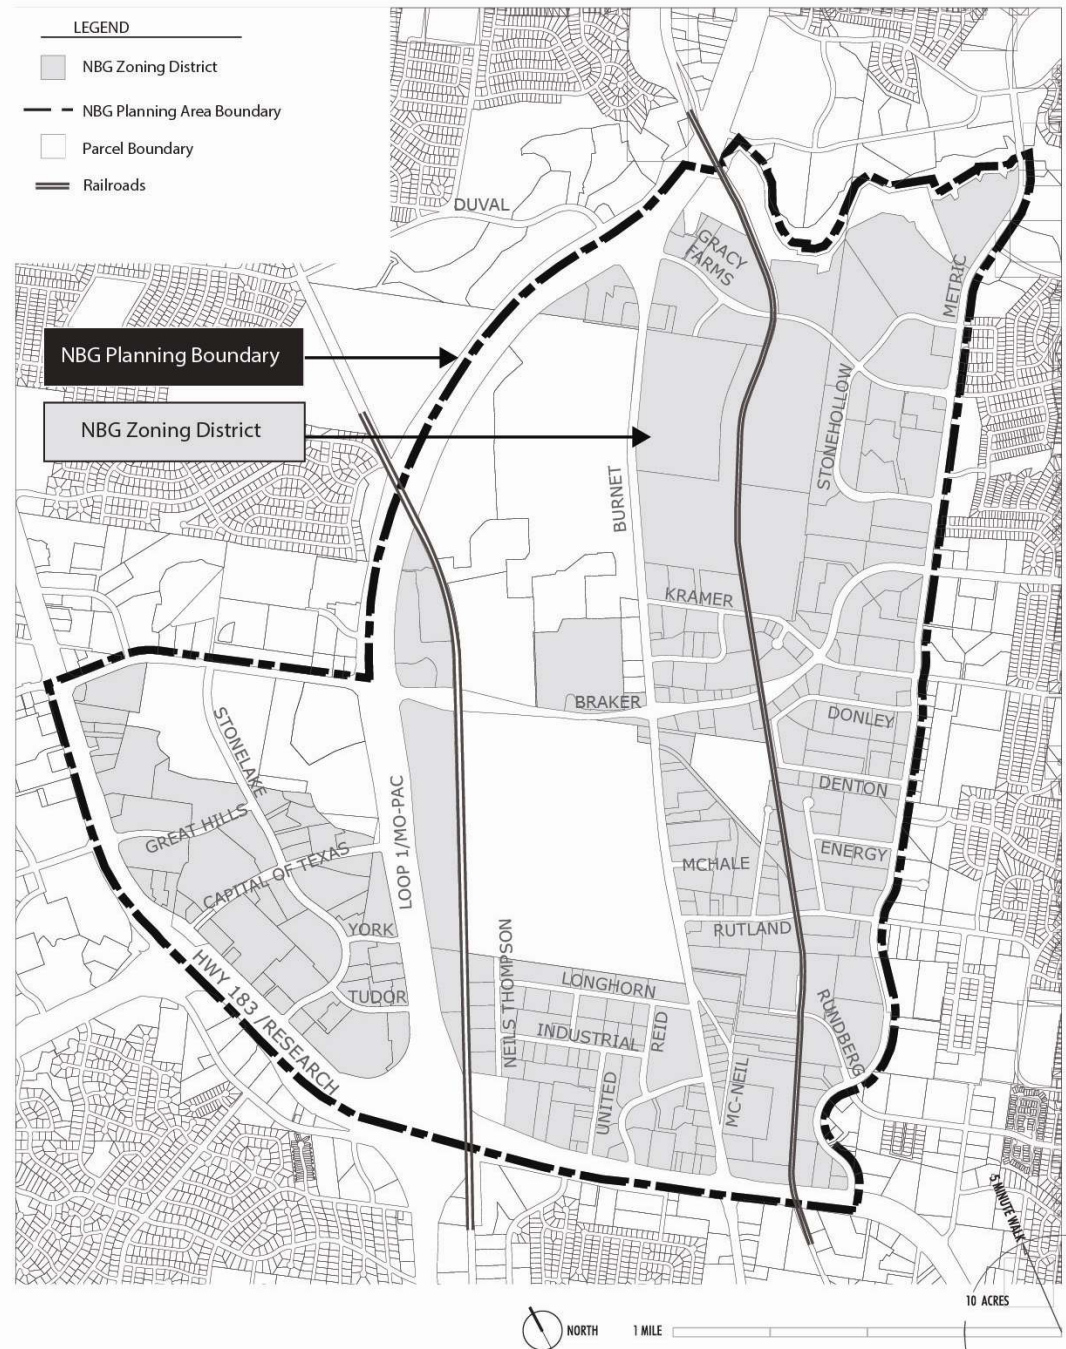 LEGEND
NBG Zoning District
NBG Planning Area Boundary
Parcel Boundary
Railroads
DUVAL
GRACY
FARMS
METRIC
NBG Planning Boundary
NBG Zoning District
STONEHOLLOW
BURNET
KRAMER
BRAKER
DONLEY
STONELAKE
LOOP 1/MO-PAC
DENTON
GREAT HILLS
ENERGY
CAPITAL OF TEXAS
MCHALE
YORK
RUTLAND
HWY 183 /RESEARCH
NEILS THOMPSON
LONGHORN
TUDOR
RUNDBERG
INDUSTRIAL
REID
UNITED
MC-NEIL
5 MINUTE WALK
10 ACRES
NORTH
1 MILE